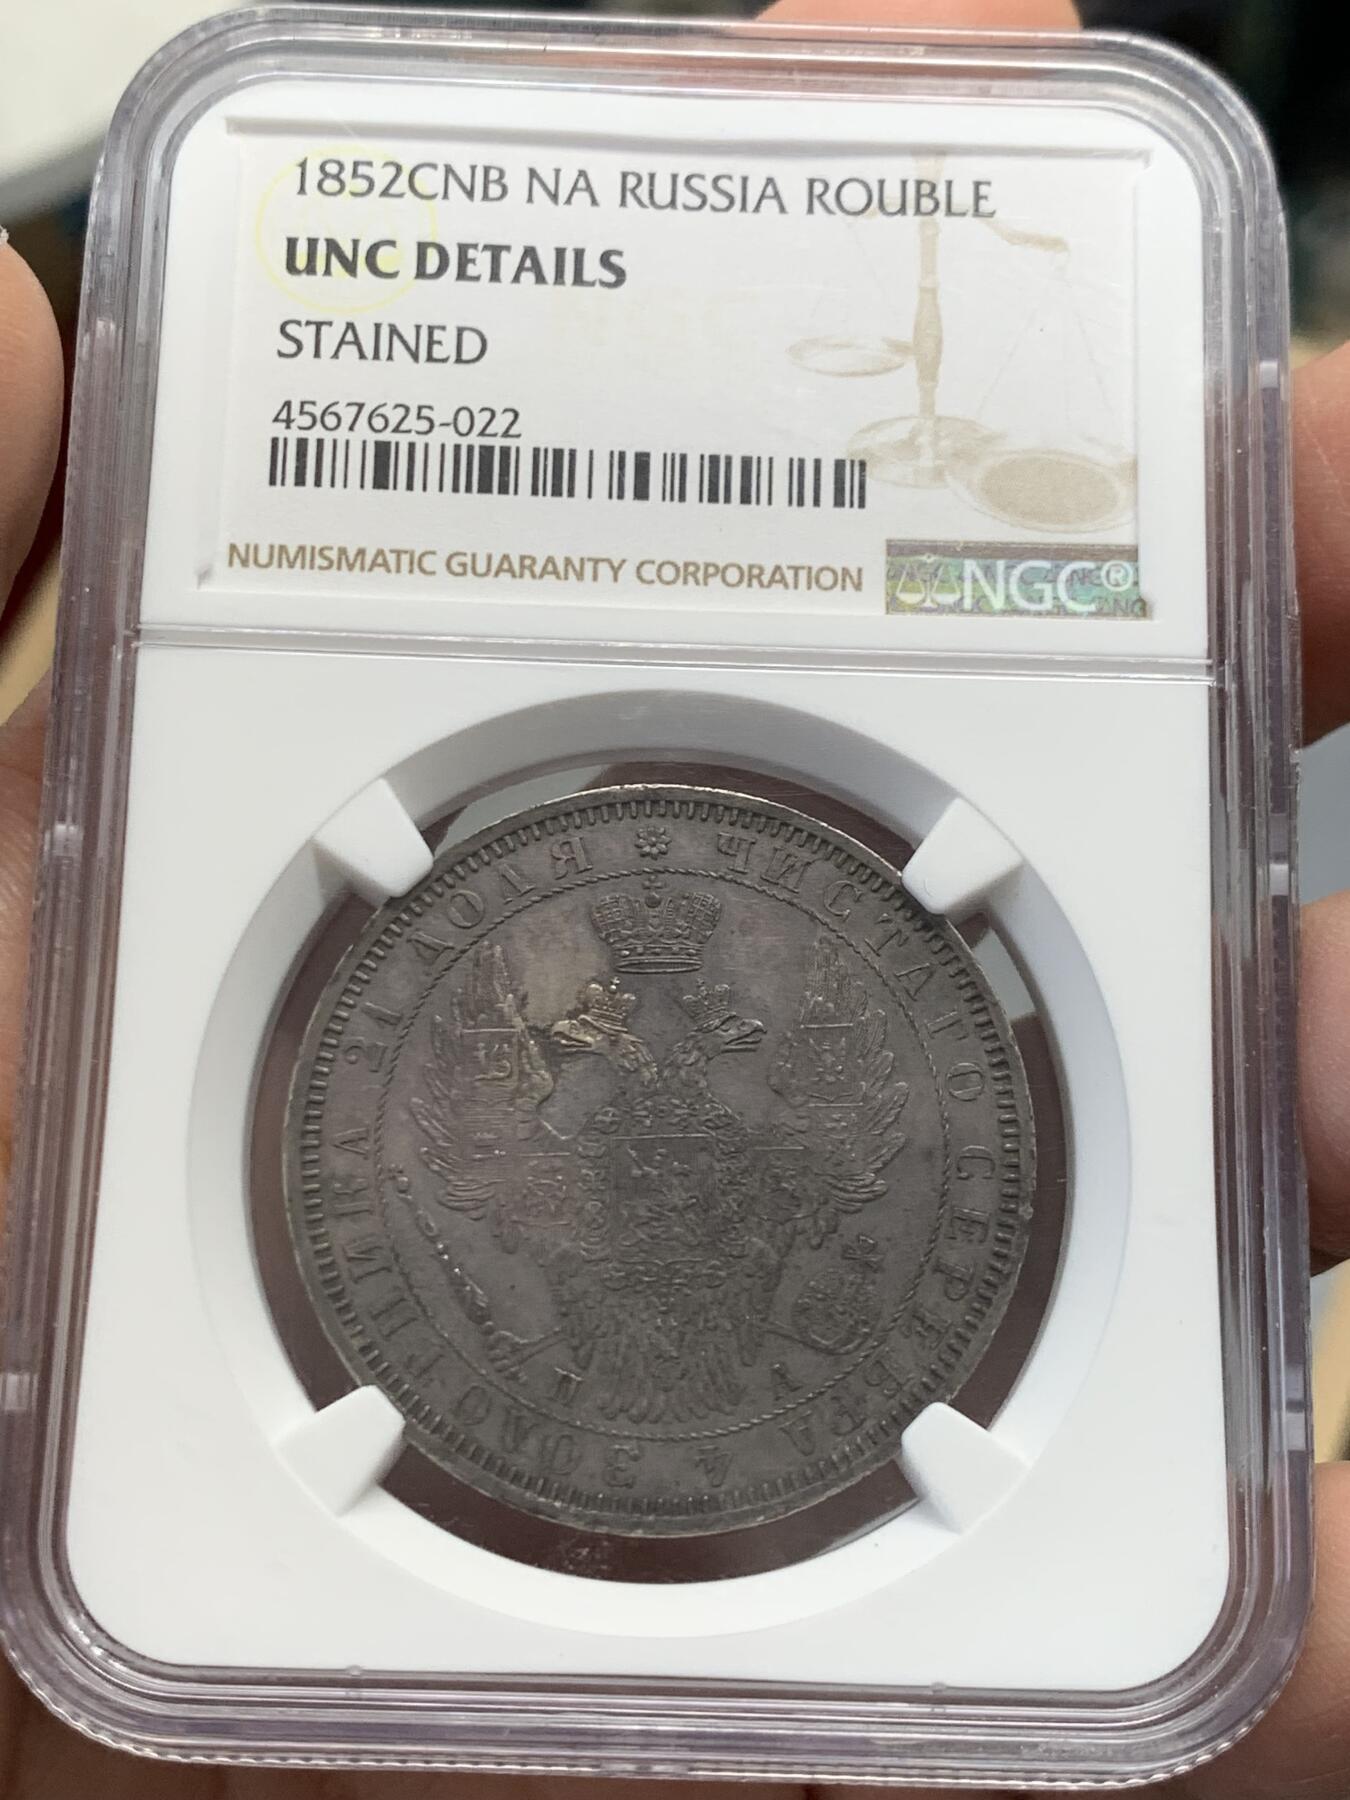 1852CNB NA RUSSIA ROUBLE
UNC DETAILS
STAINED
4567625-022
NUMISMATIC GUARANTY CORPORATION
NGC®
ЧИСТАГО СЕРЕБРА 4 ЗОЛОТНИКА 21 ДОЛЯ
П А